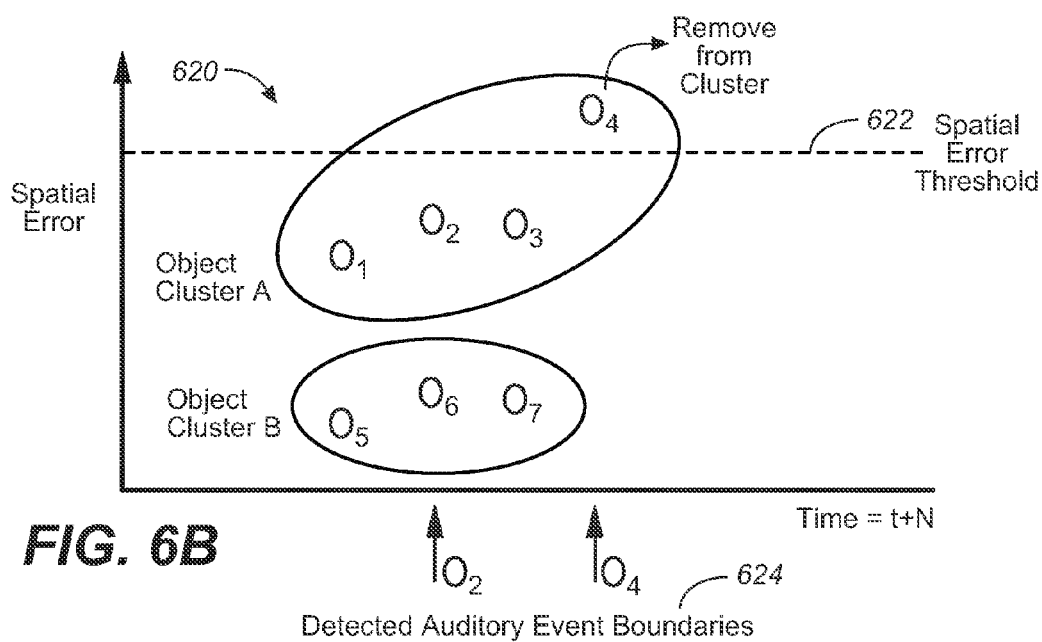 Remove
from
Cluster
620
O4
622
Spatial
Error
Threshold
Spatial
Error
O2
O3
O1
Object
Cluster A
Object
Cluster B
O6
O7
O5
Time = t+N
FIG. 6B
O2
O4
624
Detected Auditory Event Boundaries